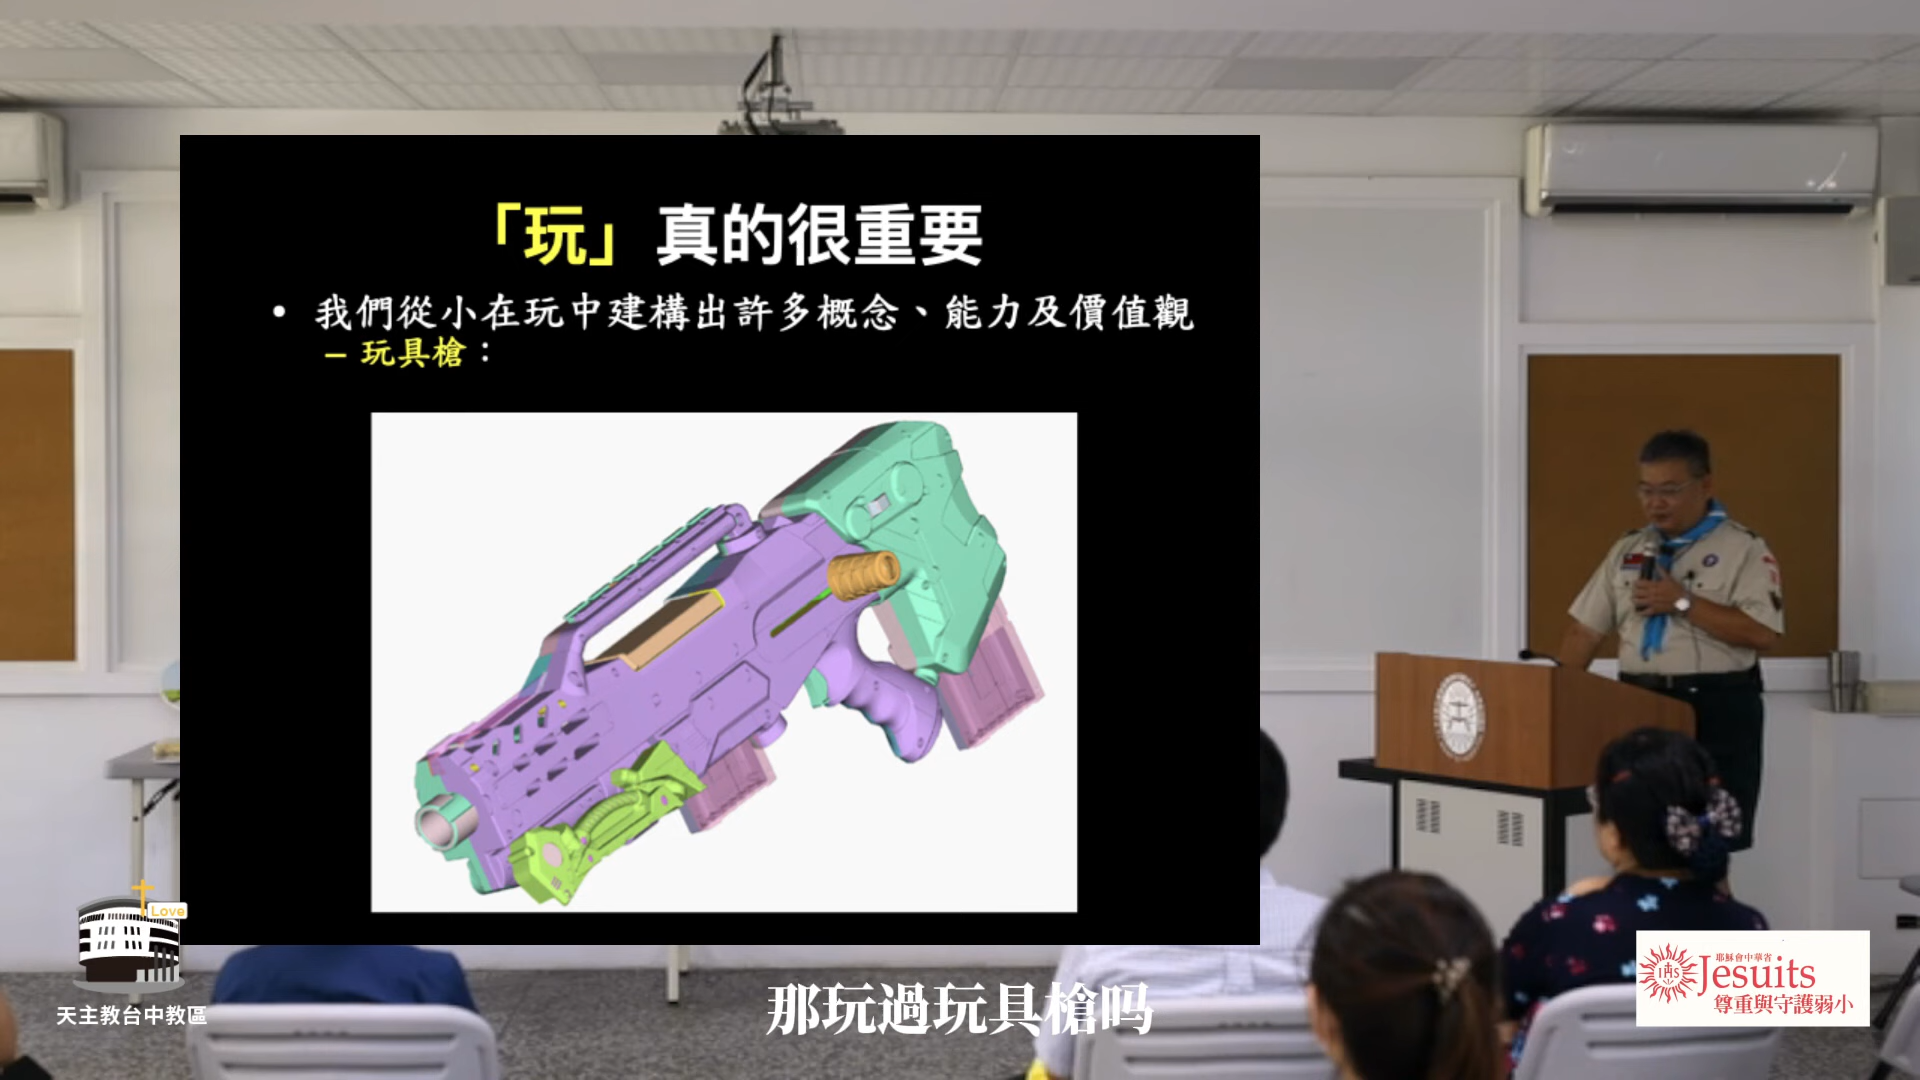 「玩」真的很重要
• 我們從小在玩中建構出許多概念、能力及價值觀
– 玩具槍：
Love
天主教台中教區
那玩過玩具槍吗
IHS
耶穌會中華省
Jesuits
尊重與守護弱小